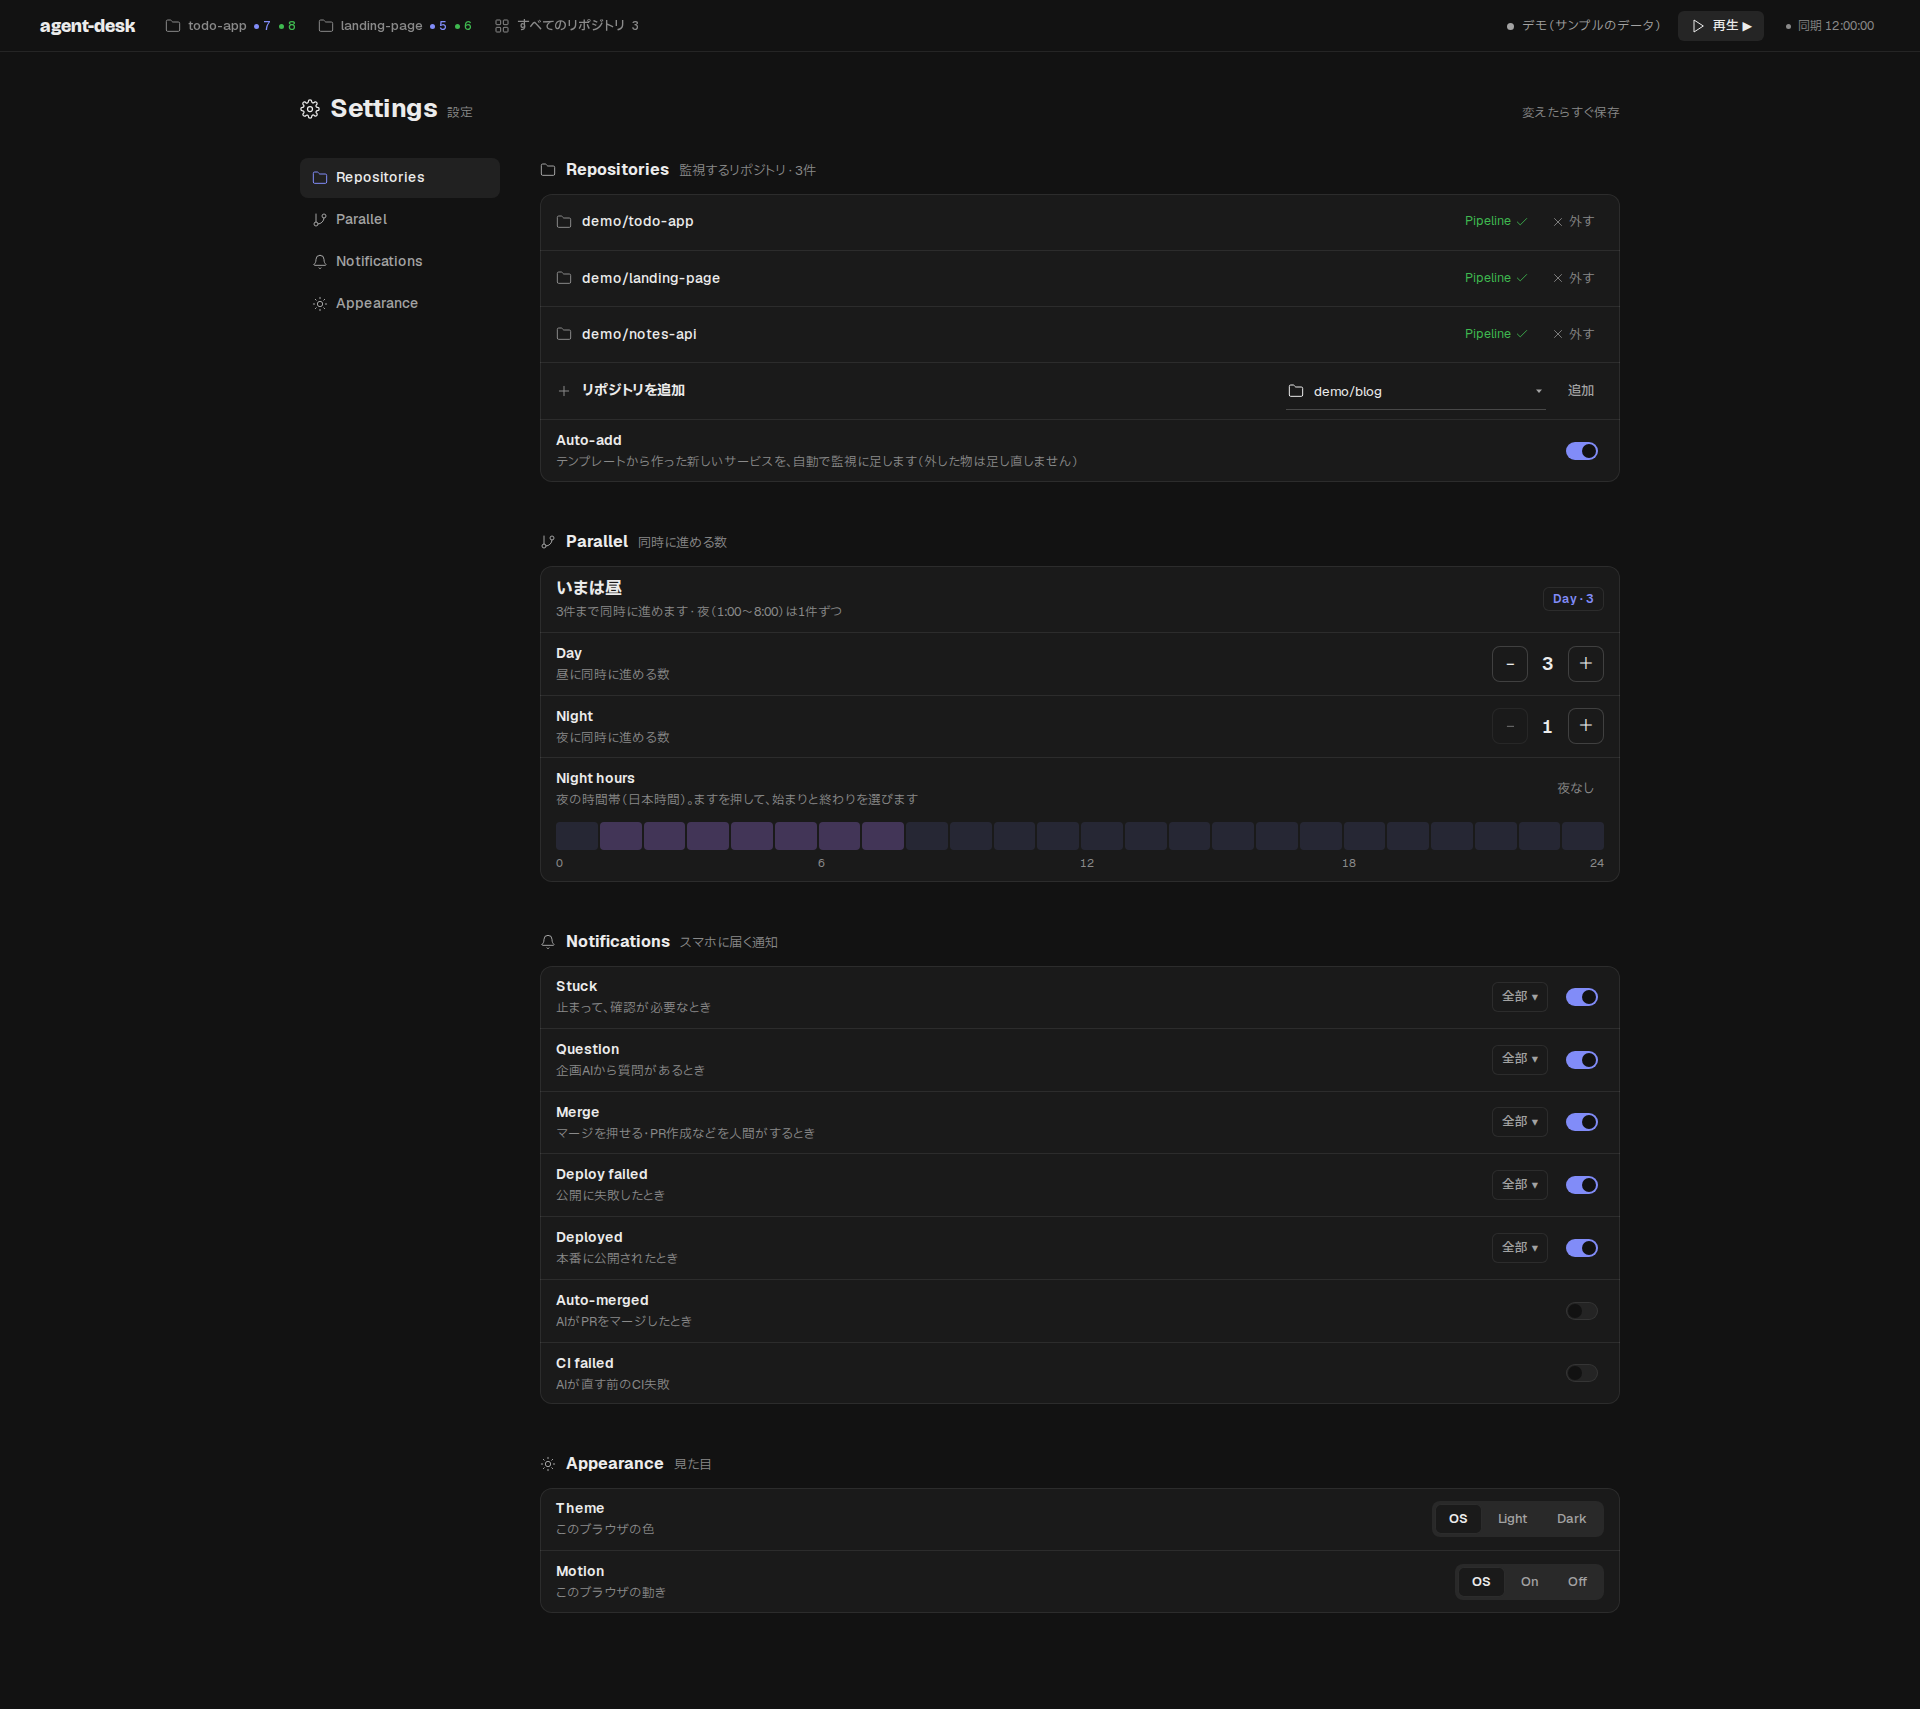 agent-desk todo-app 7 8 landing-page 5 6 すべてのリポジトリ 3 デモ（サンプルのデータ） 再生 ▶ 同期 12:00:00
Settings 設定 変えたらすぐ保存
Repositories
Parallel
Notifications
Appearance
Repositories 監視するリポジトリ · 3件
demo/todo-app Pipeline ✓ × 外す
demo/landing-page Pipeline ✓ × 外す
demo/notes-api Pipeline ✓ × 外す
+ リポジトリを追加 demo/blog ▾ 追加
Auto-add
テンプレートから作った新しいサービスを、自動で監視に足します（外した物は足し直しません）
Parallel 同時に進める数
いまは昼
3件まで同時に進めます · 夜（1:00〜8:00）は1件ずつ
Day · 3
Day
昼に同時に進める数
− 3 +
Night
夜に同時に進める数
− 1 +
Night hours
夜の時間帯（日本時間）。ますを押して、始まりと終わりを選びます
夜なし
0 6 12 18 24
Notifications スマホに届く通知
Stuck
止まって、確認が必要なとき
全部 ▾
Question
企画AIから質問があるとき
全部 ▾
Merge
マージを押せる・PR作成などを人間がするとき
全部 ▾
Deploy failed
公開に失敗したとき
全部 ▾
Deployed
本番に公開されたとき
全部 ▾
Auto-merged
AIがPRをマージしたとき
CI failed
AIが直す前のCI失敗
Appearance 見た目
Theme
このブラウザの色
OS Light Dark
Motion
このブラウザの動き
OS On Off